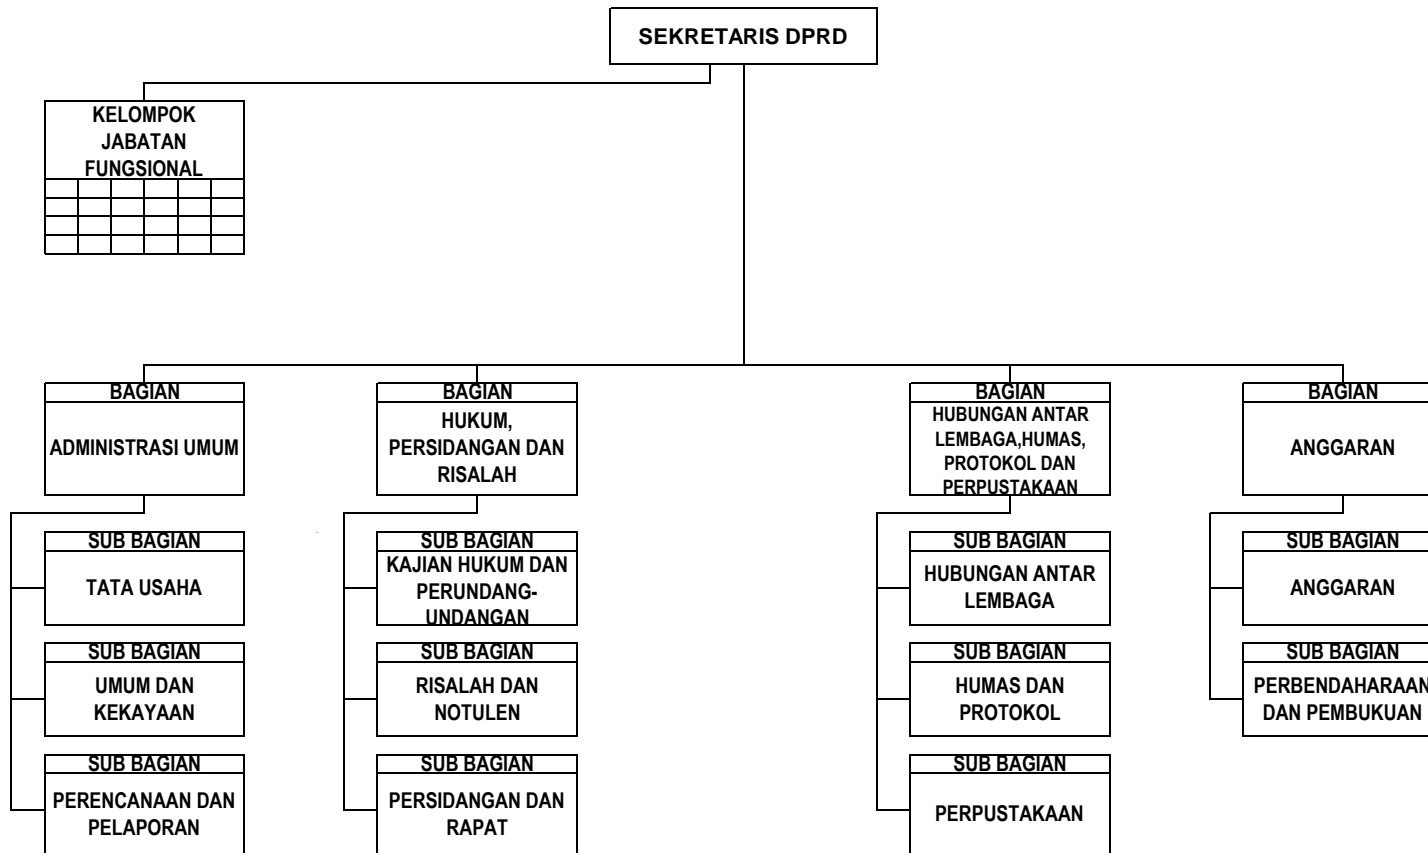 SEKRETARIS DPRD
KELOMPOK
JABATAN
FUNGSIONAL
BAGIAN
ADMINISTRASI UMUM
BAGIAN
HUKUM,
PERSIDANGAN DAN
RISALAH
BAGIAN
HUBUNGAN ANTAR
LEMBAGA,HUMAS,
PROTOKOL DAN
PERPUSTAKAAN
BAGIAN
ANGGARAN
SUB BAGIAN
TATA USAHA
SUB BAGIAN
KAJIAN HUKUM DAN
PERUNDANG-
UNDANGAN
SUB BAGIAN
HUBUNGAN ANTAR
LEMBAGA
SUB BAGIAN
ANGGARAN
SUB BAGIAN
UMUM DAN
KEKAYAAN
SUB BAGIAN
RISALAH DAN
NOTULEN
SUB BAGIAN
HUMAS DAN
PROTOKOL
SUB BAGIAN
PERBENDAHARAAN
DAN PEMBUKUAN
SUB BAGIAN
PERENCANAAN DAN
PELAPORAN
SUB BAGIAN
PERSIDANGAN DAN
RAPAT
SUB BAGIAN
PERPUSTAKAAN